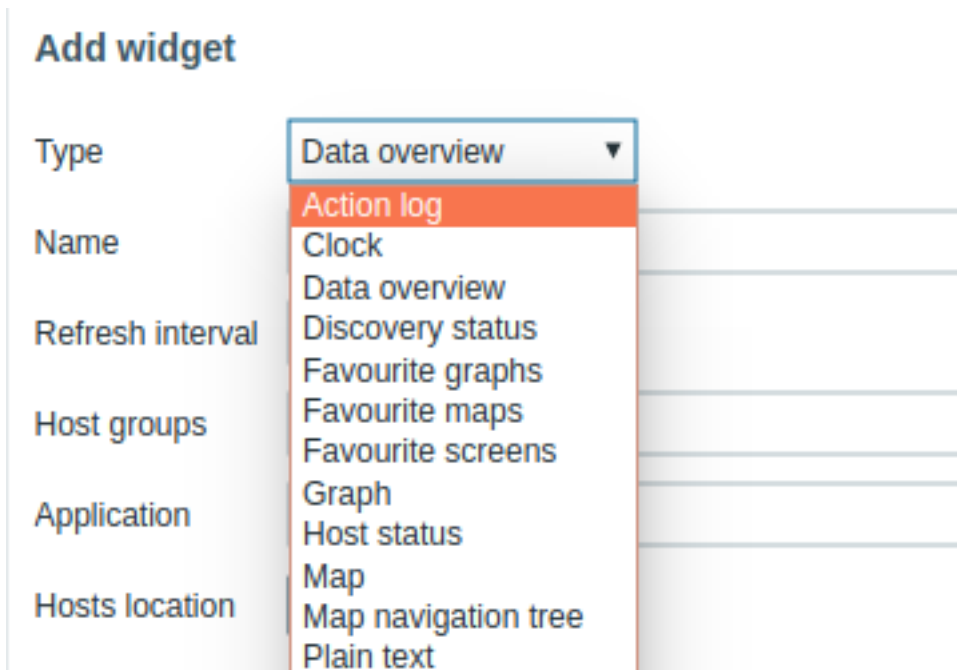 Add widget
Type Data overview ▼
Action log
Name
Clock
Data overview
Refresh interval
Discovery status
Favourite graphs
Host groups
Favourite maps
Favourite screens
Graph
Application
Host status
Map
Hosts location
Map navigation tree
Plain text